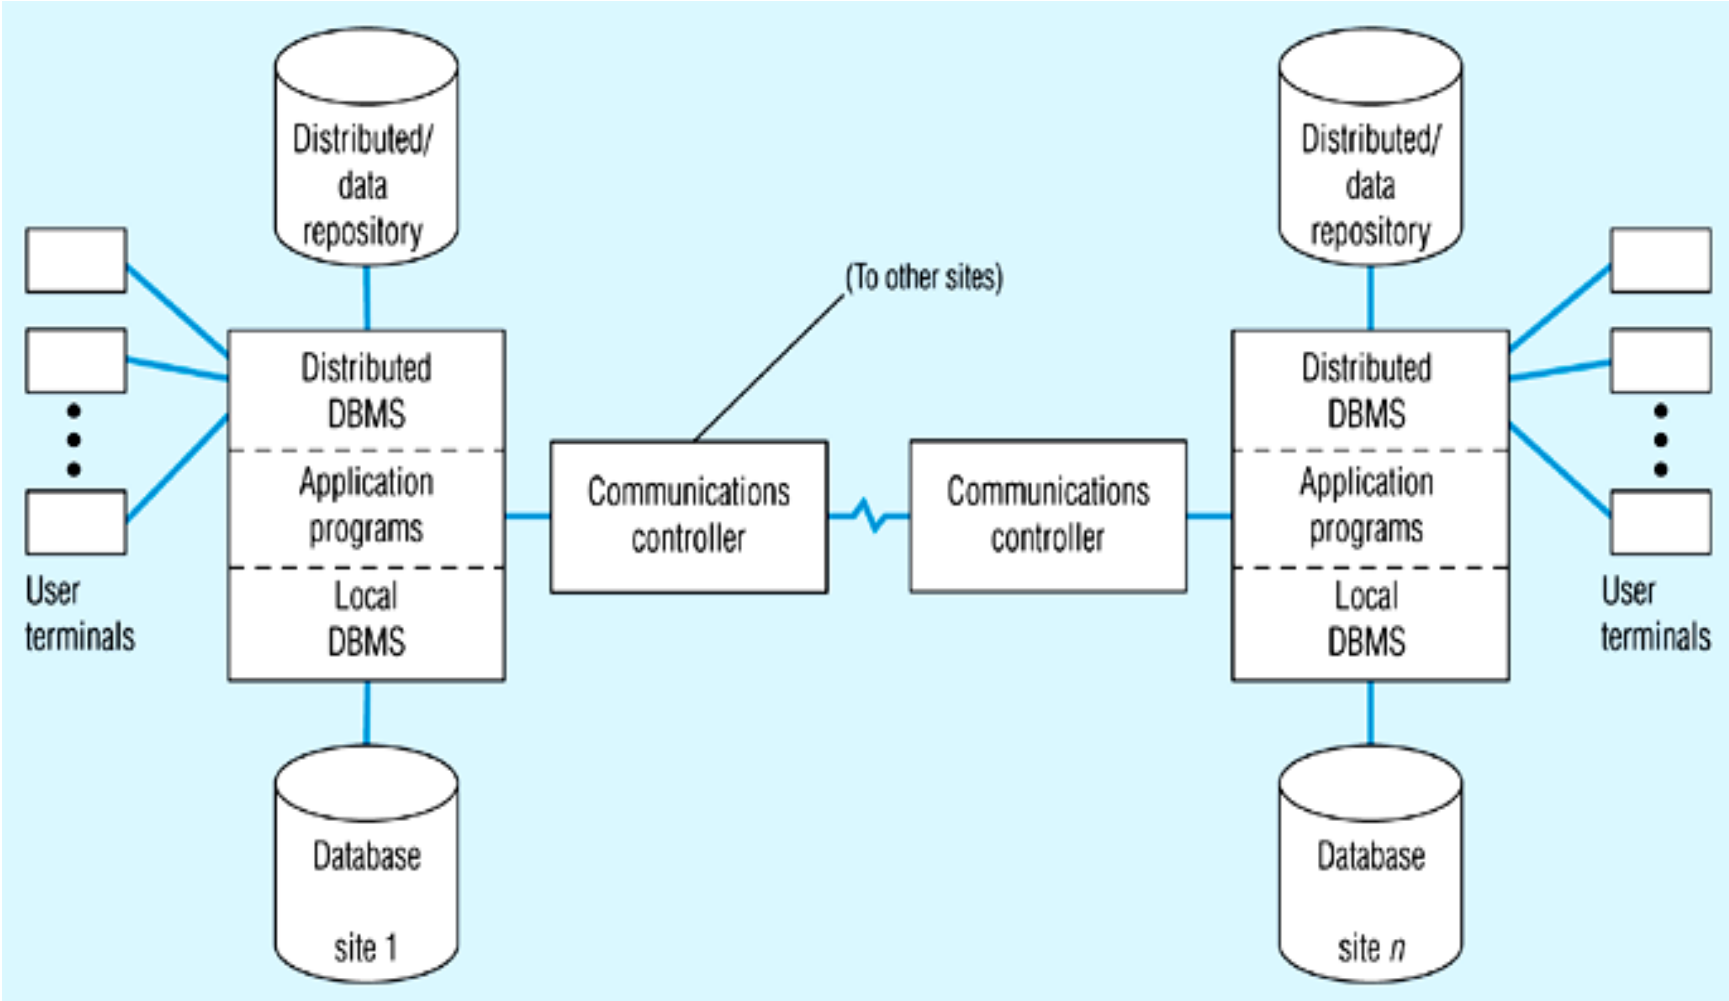 Distributed/
data
repository
Distributed/
data
repository
(To other sites)
Distributed
DBMS
Application
programs
Local
DBMS
Communications
controller
Communications
controller
Distributed
DBMS
Application
programs
Local
DBMS
User
terminals
User
terminals
Database
site 1
Database
site n